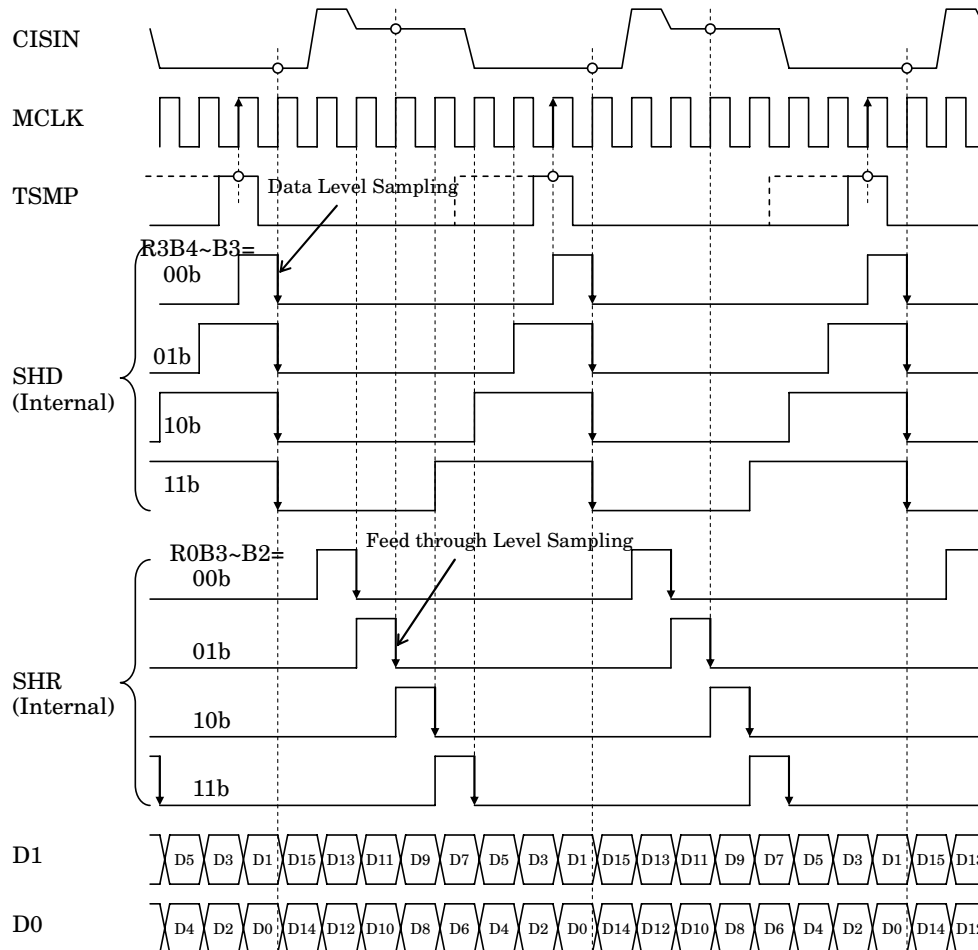 CISIN
MCLK
TSMP
Data Level Sampling
R3B4~B3=
00b
01b
SHD
(Internal)
10b
11b
Feed through Level Sampling
R0B3~B2=
00b
01b
SHR
(Internal)
10b
11b
D1 D5 D3 D1 D15 D13 D11 D9 D7 D5 D3 D1 D15 D13 D11 D9 D7 D5 D3 D1 D15 D13
D0 D4 D2 D0 D14 D12 D10 D8 D6 D4 D2 D0 D14 D12 D10 D8 D6 D4 D2 D0 D14